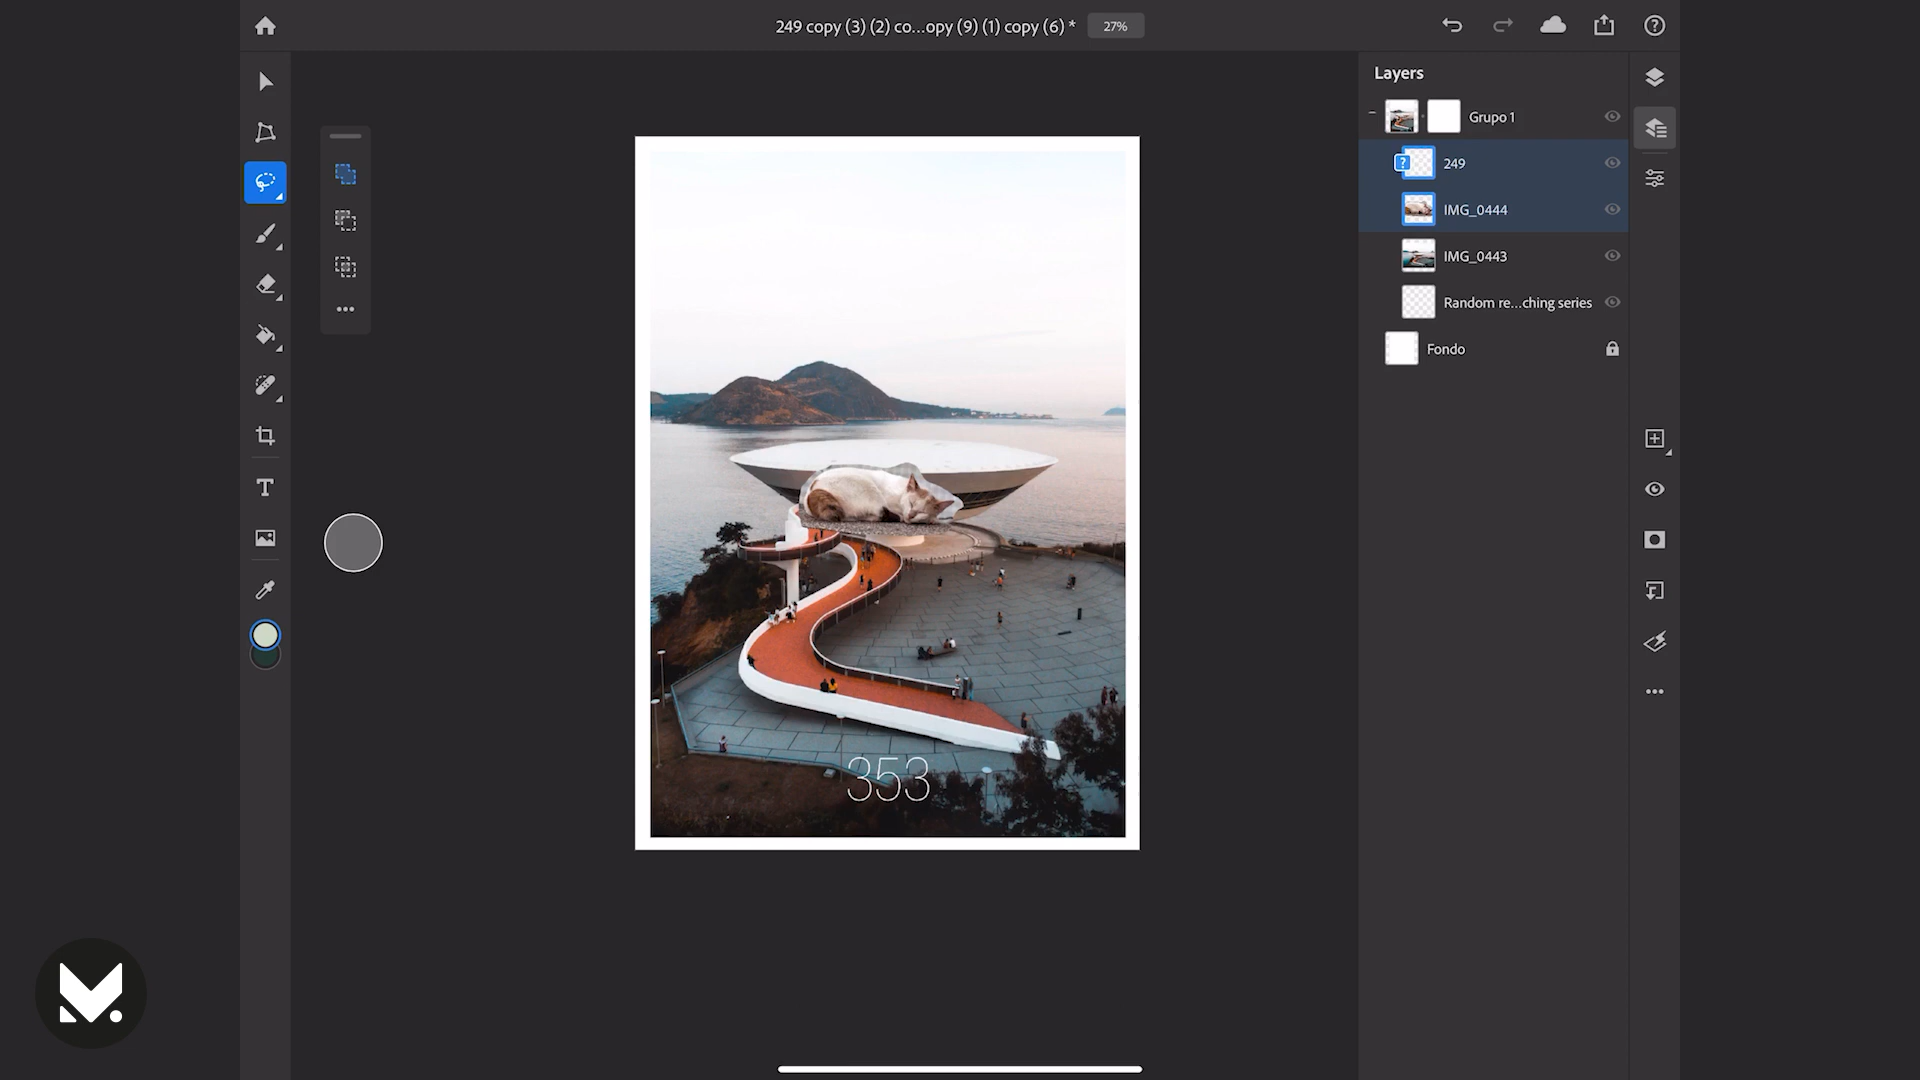 249 copy (3) (2) co...opy (9) (1) copy (6) *
27%
Layers
Grupo 1
249
IMG_0444
IMG_0443
Random re...ching series
Fondo
353